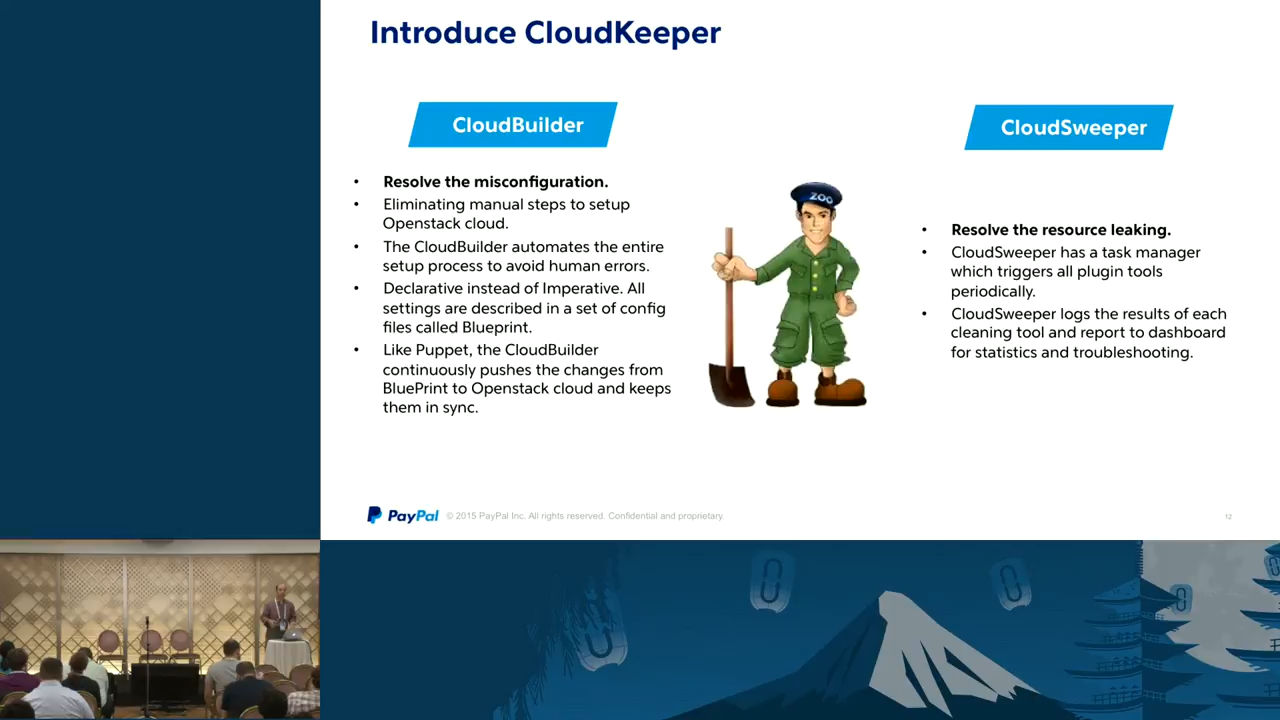 Introduce CloudKeeper
CloudBuilder
• Resolve the misconfiguration.
• Eliminating manual steps to setup
Openstack cloud.
• The CloudBuilder automates the entire
setup process to avoid human errors.
• Declarative instead of Imperative. All
settings are described in a set of config
files called Blueprint.
• Like Puppet, the CloudBuilder
continuously pushes the changes from
BluePrint to Openstack cloud and keeps
them in sync.
ZOO
CloudSweeper
• Resolve the resource leaking.
• CloudSweeper has a task manager
which triggers all plugin tools
periodically.
• CloudSweeper logs the results of each
cleaning tool and report to dashboard
for statistics and troubleshooting.
PayPal © 2015 PayPal Inc. All rights reserved. Confidential and proprietary.
12